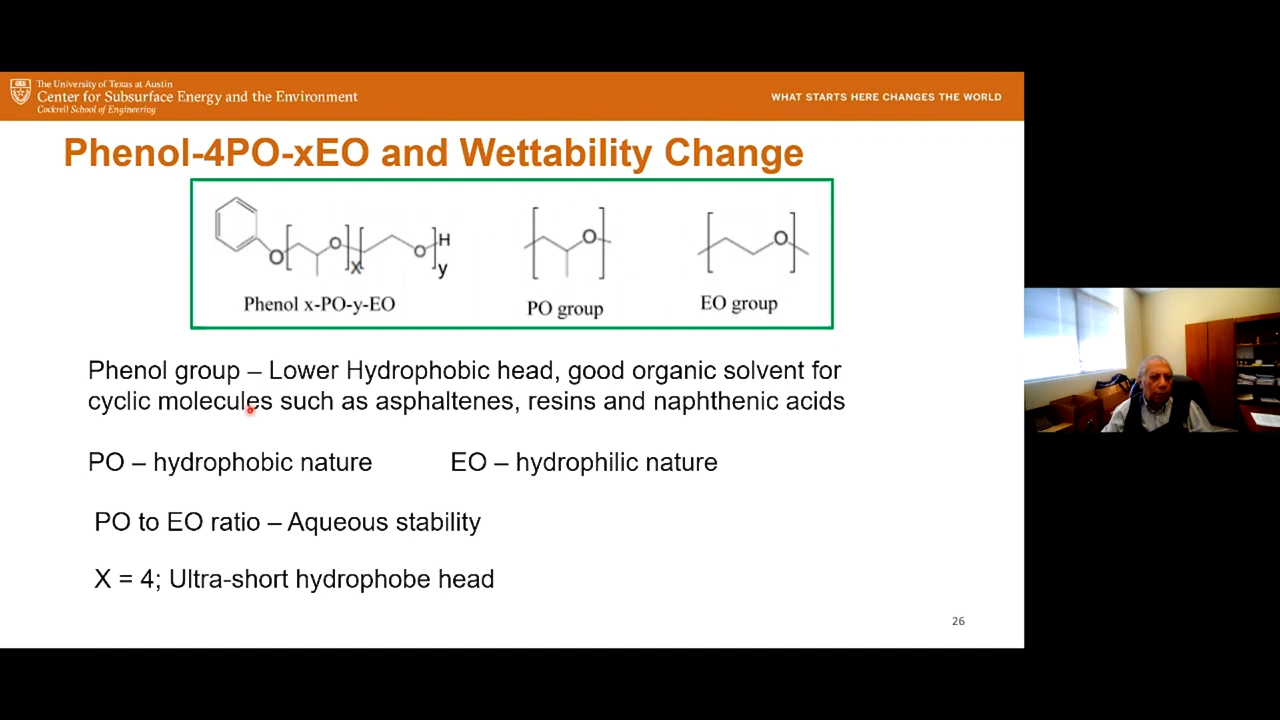 The University of Texas at Austin
Center for Subsurface Energy and the Environment
Cockrell School of Engineering
WHAT STARTS HERE CHANGES THE WORLD
Phenol-4PO-xEO and Wettability Change
O O X O H y
Phenol x-PO-y-EO
O
PO group
O
EO group
Phenol group – Lower Hydrophobic head, good organic solvent for
cyclic molecules such as asphaltenes, resins and naphthenic acids
PO – hydrophobic nature
EO – hydrophilic nature
PO to EO ratio – Aqueous stability
X = 4; Ultra-short hydrophobe head
26